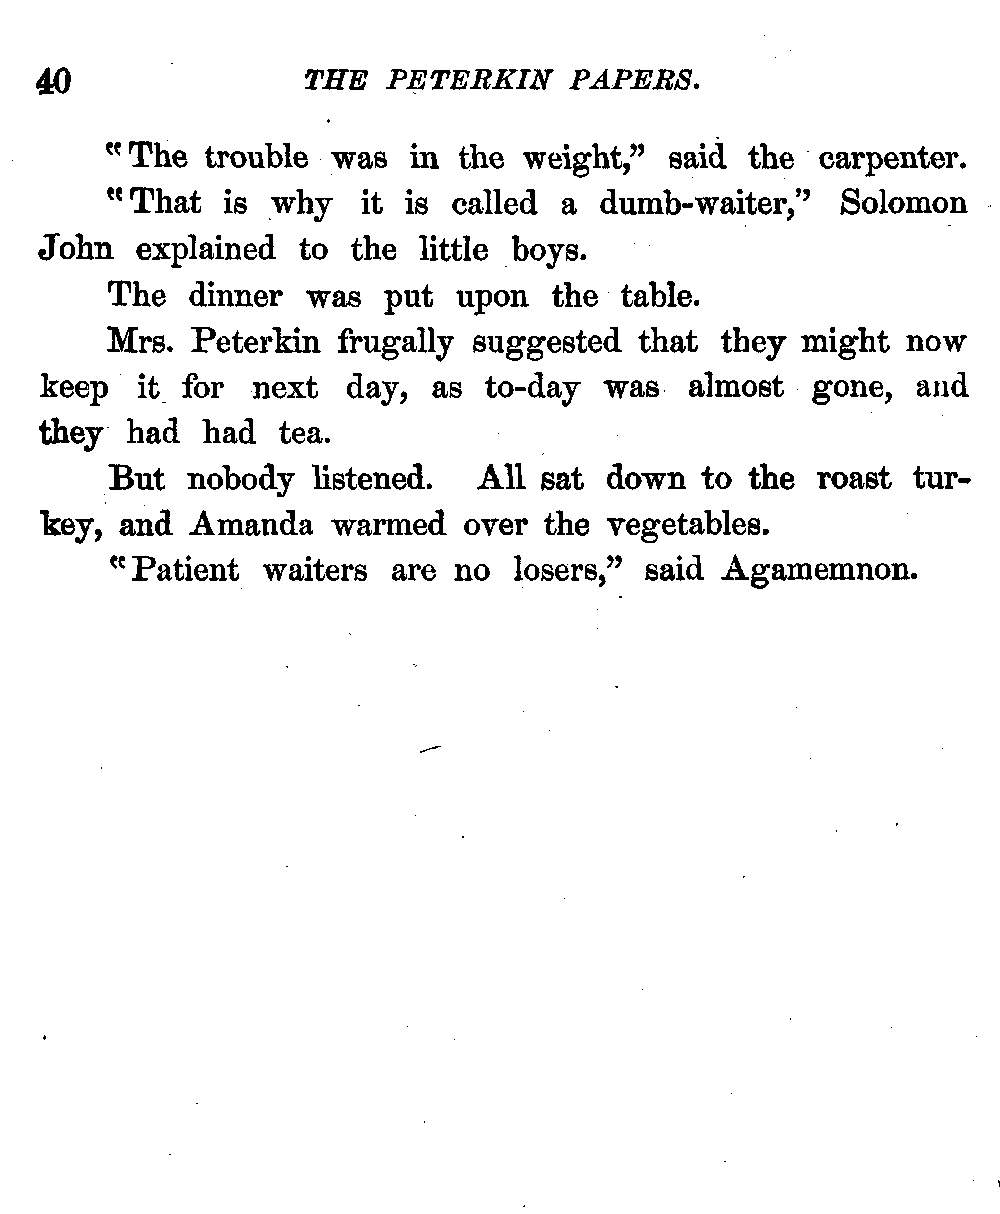 40 THE PETERKIN PAPERS.
“The trouble was in the weight,” said the carpenter.
“That is why it is called a dumb-waiter,” Solomon
John explained to the little boys.
The dinner was put upon the table.
Mrs. Peterkin frugally suggested that they might now
keep it for next day, as to-day was almost gone, and
they had had tea.
But nobody listened. All sat down to the roast tur-
key, and Amanda warmed over the vegetables.
“Patient waiters are no losers,” said Agamemnon.